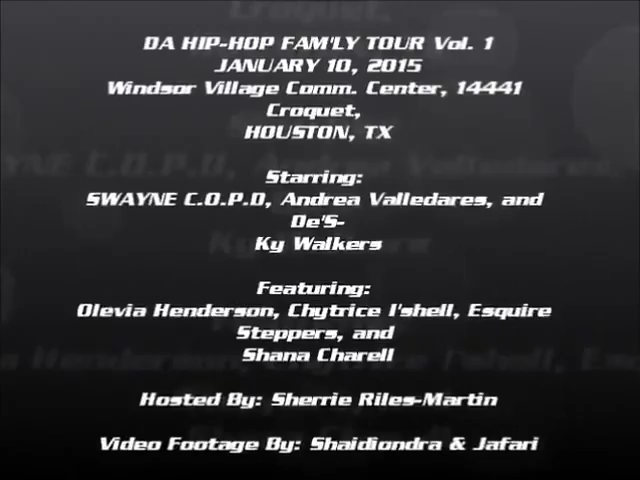 DA HIP-HOP FAM'LY TOUR Vol. 1
JANUARY 10, 2015
Windsor Village Comm. Center, 14441
Croquet,
HOUSTON, TX
Starring:
SWAYNE C.O.P.D, Andrea Valledares, and
De'S-
Ky Walkers
Featuring:
Olevia Henderson, Chytrice I'shell, Esquire
Steppers, and
Shana Charell
Hosted By: Sherrie Riles-Martin
Video Footage By: Shaidiondra & Jafari